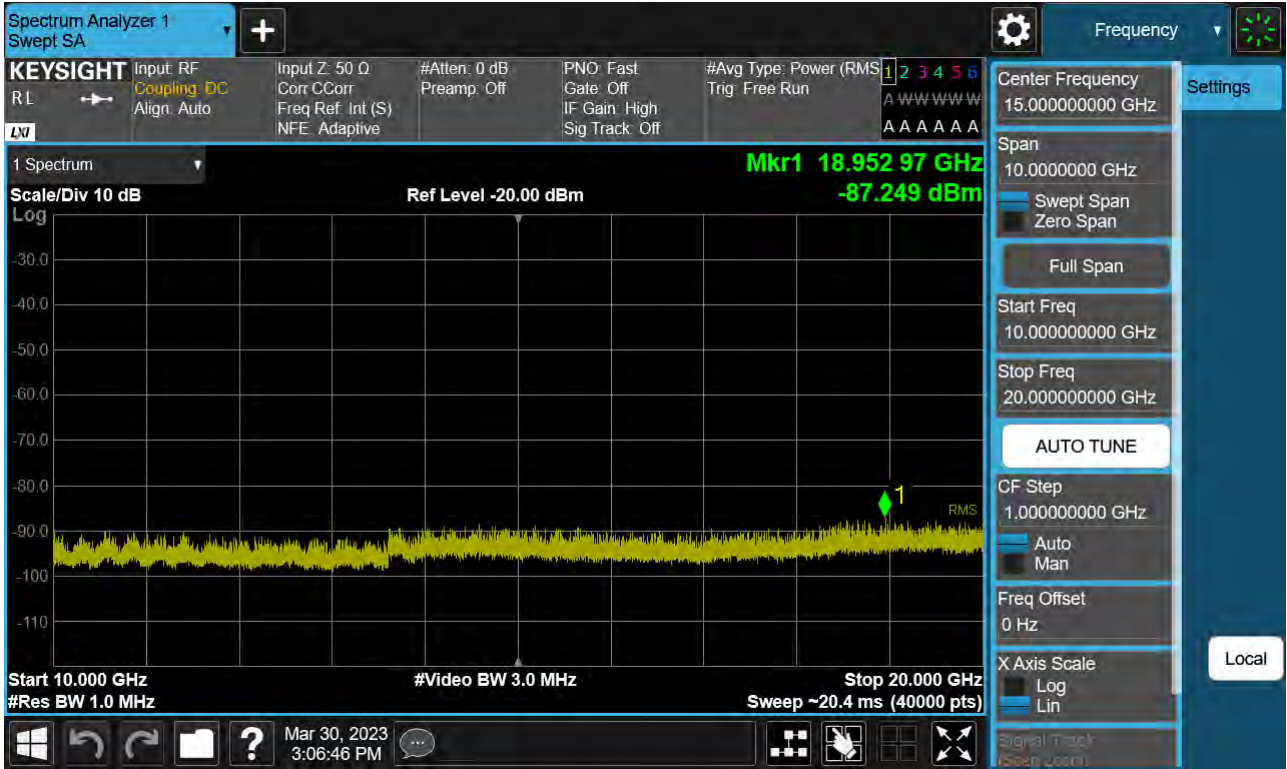 Spectrum Analyzer 1
Swept SA
+
Frequency
KEYSIGHT
R L
LXI
Input: RF
Coupling: DC
Align: Auto
Input Z: 50 Ω
Corr CCorr
Freq Ref: Int (S)
NFE: Adaptive
#Atten: 0 dB
Preamp: Off
PNO: Fast
Gate: Off
IF Gain: High
Sig Track: Off
#Avg Type: Power (RMS
Trig: Free Run
1 2 3 4 5 6
A W W W W W
A A A A A A
1 Spectrum
Scale/Div 10 dB
Log
Ref Level -20.00 dBm
Mkr1 18.952 97 GHz
-87.249 dBm
-30.0
-40.0
-50.0
-60.0
-70.0
-80.0
-90.0
-100
-110
1
RMS
Start 10.000 GHz
#Res BW 1.0 MHz
#Video BW 3.0 MHz
Stop 20.000 GHz
Sweep ~20.4 ms (40000 pts)
Center Frequency
15.000000000 GHz
Span
10.0000000 GHz
Swept Span
Zero Span
Full Span
Start Freq
10.000000000 GHz
Stop Freq
20.000000000 GHz
AUTO TUNE
CF Step
1.000000000 GHz
Auto
Man
Freq Offset
0 Hz
X Axis Scale
Log
Lin
Signal Track
(Span Zoom)
Settings
Local
?
Mar 30, 2023
3:06:46 PM